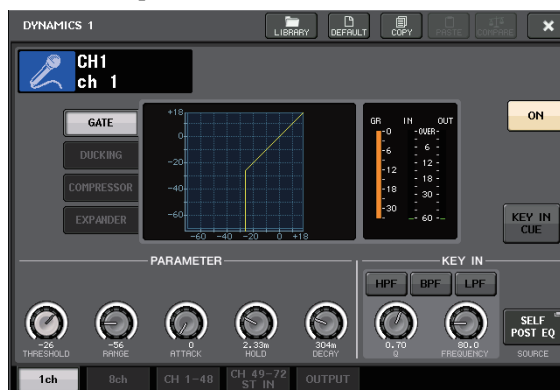 DYNAMICS 1
LIBRARY DEFAULT COPY PASTE COMPARE
CH1
ch 1
GATE
DUCKING
COMPRESSOR
EXPANDER
+18
0
-20
-40
-60
-60 -40 -20 0 +18
GR IN OUT
0 -OVER-
6 6
12 12
18 18
30 30
60
ON
KEY IN
CUE
PARAMETER
KEY IN
HPF BPF LPF
-26 -56 0 2.33m 304m 0.70 80.0
THRESHOLD RANGE ATTACK HOLD DECAY Q FREQUENCY
SELF
POST EQ
SOURCE
1ch 8ch CH 1-48 CH 49-72
ST IN OUTPUT